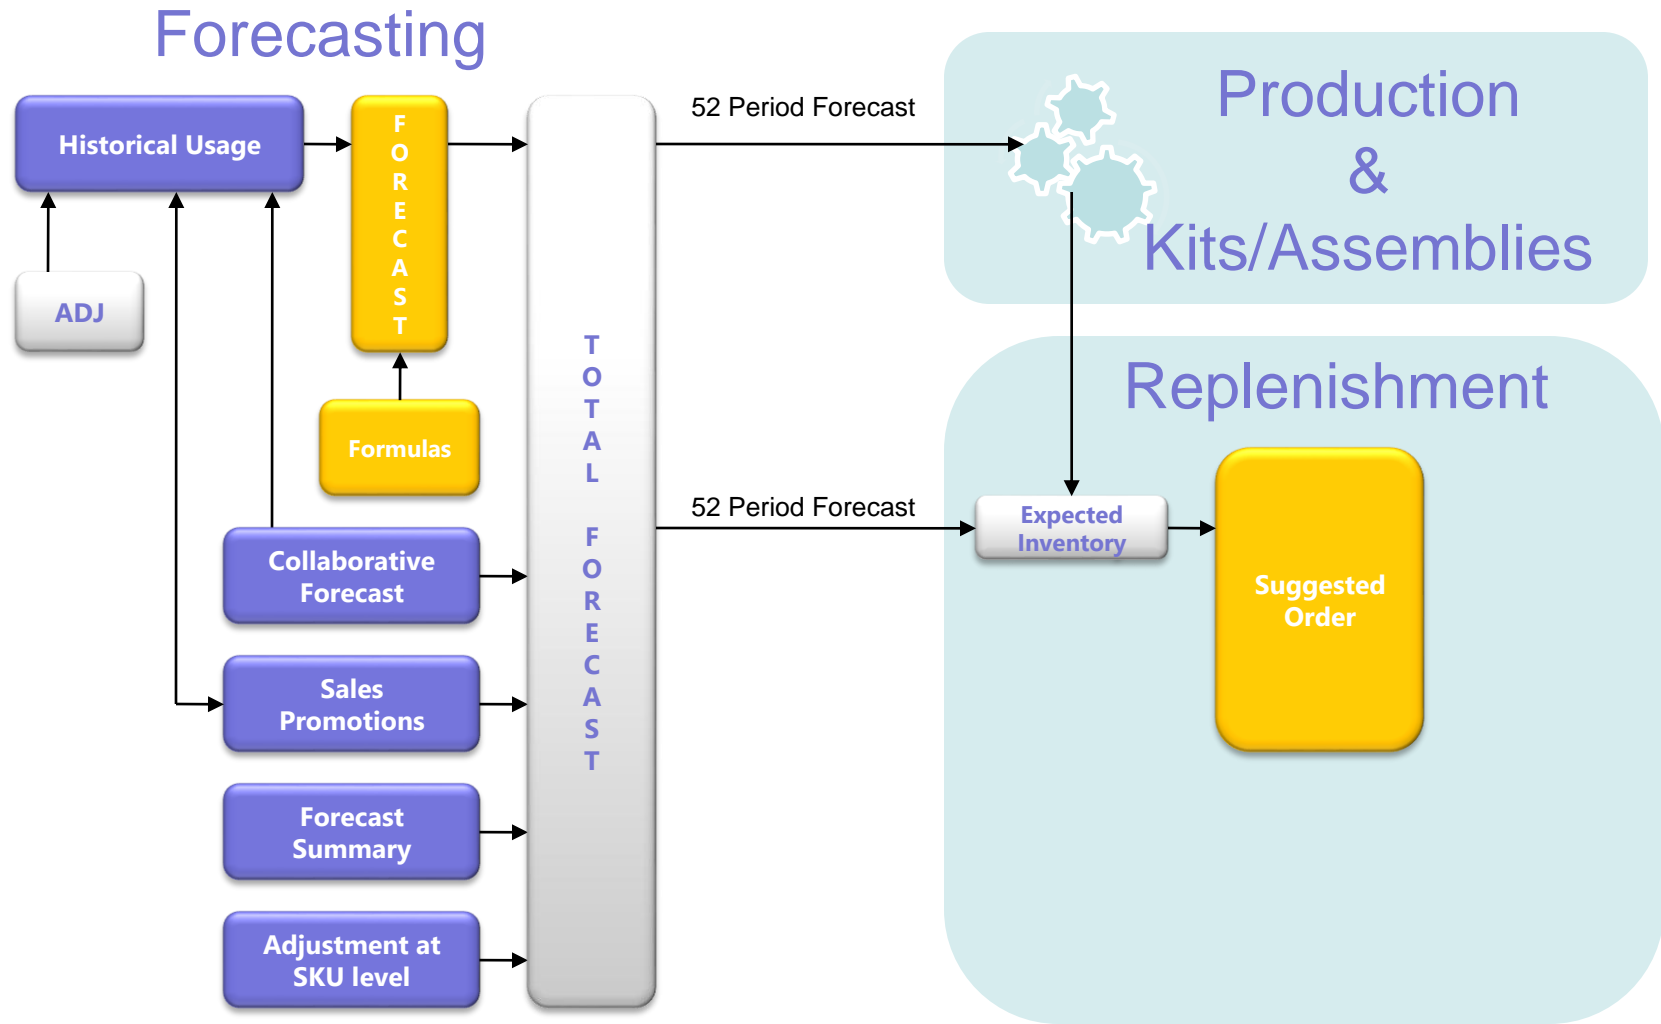 Forecasting
Historical Usage
ADJ
F
O
R
E
C
A
S
T
Formulas
Collaborative
Forecast
Sales
Promotions
Forecast
Summary
Adjustment at
SKU level
T
O
T
A
L
F
O
R
E
C
A
S
T
52 Period Forecast
52 Period Forecast
Production
&
Kits/Assemblies
Replenishment
Expected
Inventory
Suggested
Order